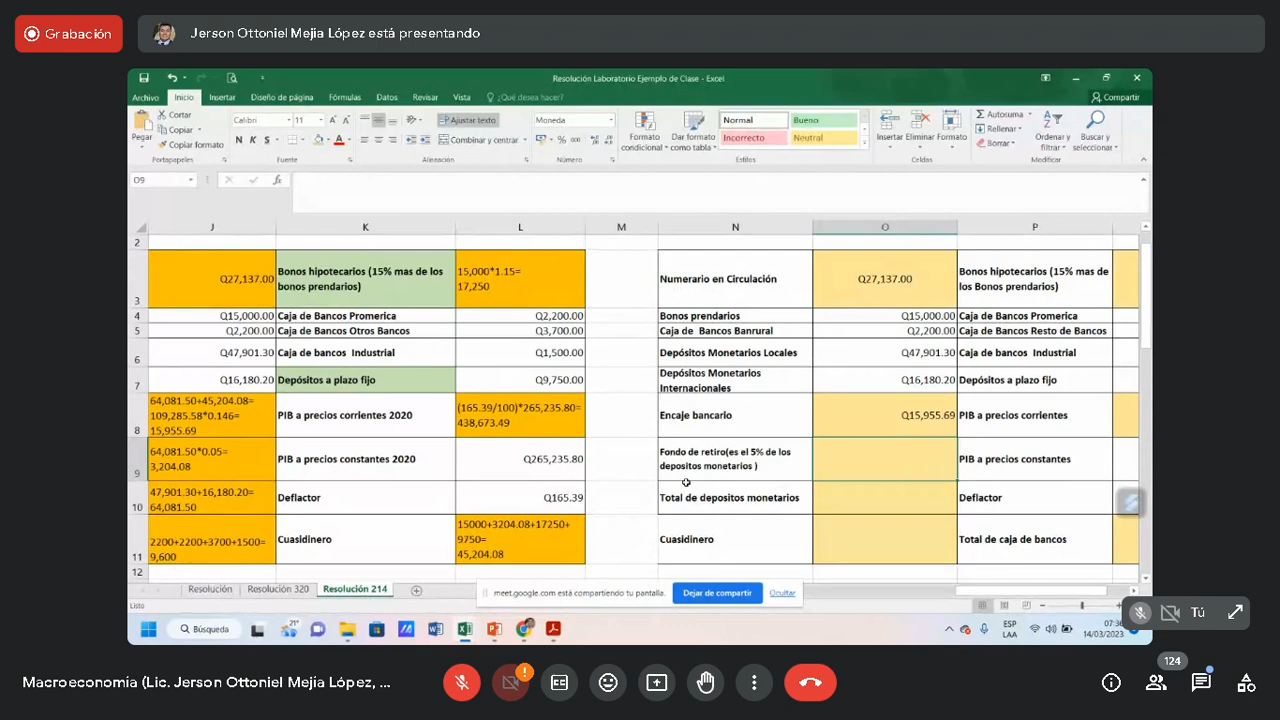 Grabación
Jerson Ottoniel Mejía López está presentando
Resolución Laboratorio Ejemplo de Clase - Excel
Archivo Inicio Insertar Diseño de página Fórmulas Datos Revisar Vista ¿Qué desea hacer? Compartir
Pegar
Cortar
Copiar
Copiar formato
Portapapeles
Calibri 11
N K S
Fuente
Ajustar texto
Combinar y centrar
Alineación
Moneda
Número
Formato condicional
Dar formato como tabla
Normal Bueno
Incorrecto Neutral
Estilos
Insertar Eliminar Formato
Celdas
Autosuma
Rellenar
Borrar
Ordenar y filtrar
Buscar y seleccionar
Modificar
O9
fx
J K L M N O P
2
3 Q27,137.00 Bonos hipotecarios (15% mas de los bonos prendarios) 15,000*1.15= 17,250 Numerario en Circulación Q27,137.00 Bonos hipotecarios (15% mas de los Bonos prendarios)
4 Q15,000.00 Caja de Bancos Promerica Q2,200.00 Bonos prendarios Q15,000.00 Caja de Bancos Promerica
5 Q2,200.00 Caja de Bancos Otros Bancos Q3,700.00 Caja de Bancos Banrural Q2,200.00 Caja de Bancos Resto de Bancos
6 Q47,901.30 Caja de bancos Industrial Q1,500.00 Depósitos Monetarios Locales Q47,901.30 Caja de bancos Industrial
7 Q16,180.20 Depósitos a plazo fijo Q9,750.00 Depósitos Monetarios Internacionales Q16,180.20 Depósitos a plazo fijo
8 64,081.50+45,204.08= 109,285.58*0.146= 15,955.69 PIB a precios corrientes 2020 (165.39/100)*265,235.80= 438,673.49 Encaje bancario Q15,955.69 PIB a precios corrientes
9 64,081.50*0.05= 3,204.08 PIB a precios constantes 2020 Q265,235.80 Fondo de retiro(es el 5% de los depositos monetarios ) PIB a precios constantes
10 47,901.30+16,180.20= 64,081.50 Deflactor Q165.39 Total de depositos monetarios Deflactor
11 2200+2200+3700+1500= 9,600 Cuasidinero 15000+3204.08+17250+ 9750= 45,204.08 Cuasidinero Total de caja de bancos
12
Resolución Resolución 320 Resolución 214
meet.google.com está compartiendo tu pantalla. Dejar de compartir Ocultar
Listo
Búsqueda
21°
ESP
LAA
07:36
14/03/2023
Tú
124
Macroeconomia (Lic. Jerson Ottoniel Mejía López, ...